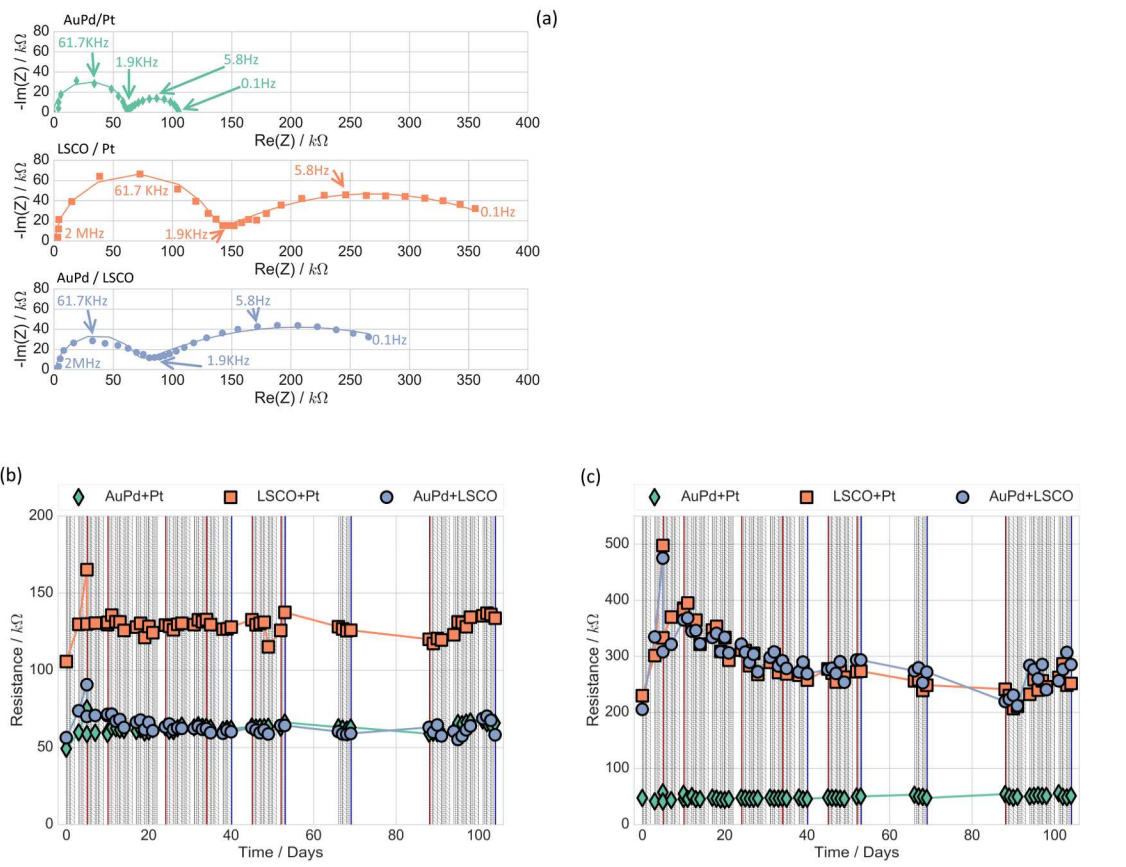 AuPd/Pt
(a)
80
60
40
20
0
-Im(Z) / kΩ
61.7KHz
1.9KHz
5.8Hz
0.1Hz
0 50 100 150 200 250 300 350 400
Re(Z) / kΩ
LSCO / Pt
80
60
40
20
0
-Im(Z) / kΩ
2 MHz
61.7 KHz
1.9KHz
5.8Hz
0.1Hz
0 50 100 150 200 250 300 350 400
Re(Z) / kΩ
AuPd / LSCO
80
60
40
20
0
-Im(Z) / kΩ
61.7KHz
2MHz
1.9KHz
5.8Hz
0.1Hz
0 50 100 150 200 250 300 350 400
Re(Z) / kΩ
(b)
AuPd+Pt LSCO+Pt AuPd+LSCO
200
150
100
50
0
Resistance / kΩ
0 20 40 60 80 100
Time / Days
(c)
AuPd+Pt LSCO+Pt AuPd+LSCO
500
400
300
200
100
0
Resistance / kΩ
0 20 40 60 80 100
Time / Days